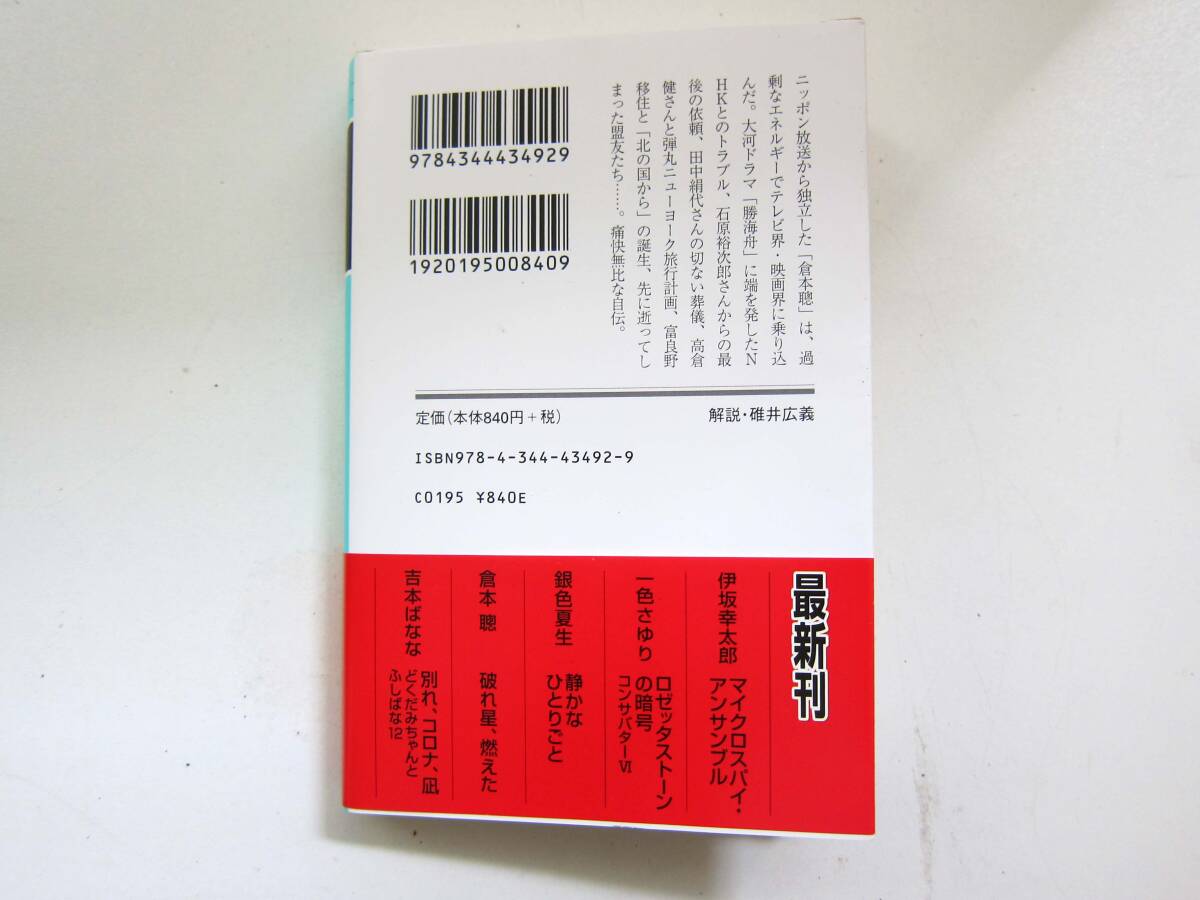 ニッポン放送から独立した「倉本聰」は、過
剰なエネルギーでテレビ界・映画界に乗り込
んだ。大河ドラマ「勝海舟」に端を発したN
HKとのトラブル、石原裕次郎さんからの最
後の依頼、田中絹代さんの切ない葬儀、高倉
健さんと弾丸ニューヨーク旅行計画、富良野
移住と「北の国から」の誕生、先に逝ってし
まった盟友たち……。痛快無比な自伝。
9784344434929
1920195008409
定価(本体840円+税)
解説・碓井広義
ISBN978-4-344-43492-9
C0195 ¥840E
最新刊
伊坂幸太郎
マイクロスパイ・
アンサンブル
一色さゆり
ロゼッタストーン
の暗号
コンサバターⅥ
銀色夏生
静かな
ひとりごと
倉本 聰
破れ星、燃えた
吉本ばなな
別れ、コロナ、凪
どくだみちゃんと
ふしばな12